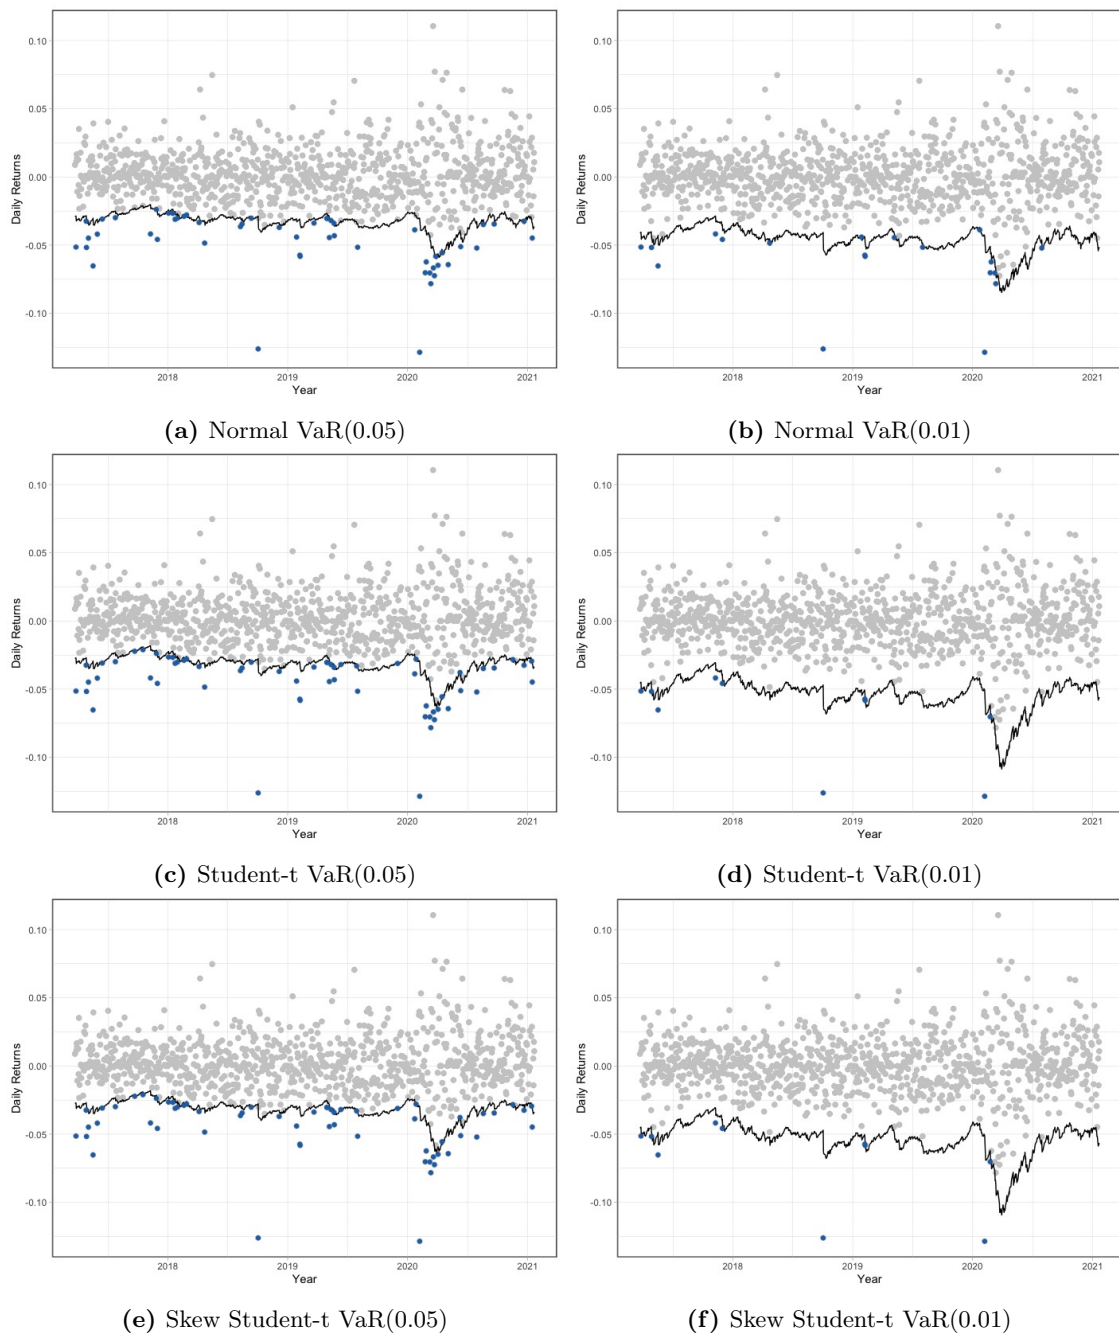 0.10
0.05
0.00
-0.05
-0.10
Daily Returns
2018 2019 2020 2021
Year
(a) Normal VaR(0.05)
0.10
0.05
0.00
-0.05
-0.10
Daily Returns
2018 2019 2020 2021
Year
(b) Normal VaR(0.01)
0.10
0.05
0.00
-0.05
-0.10
Daily Returns
2018 2019 2020 2021
Year
(c) Student-t VaR(0.05)
0.10
0.05
0.00
-0.05
-0.10
Daily Returns
2018 2019 2020 2021
Year
(d) Student-t VaR(0.01)
0.10
0.05
0.00
-0.05
-0.10
Daily Returns
2018 2019 2020 2021
Year
(e) Skew Student-t VaR(0.05)
0.10
0.05
0.00
-0.05
-0.10
Daily Returns
2018 2019 2020 2021
Year
(f) Skew Student-t VaR(0.01)